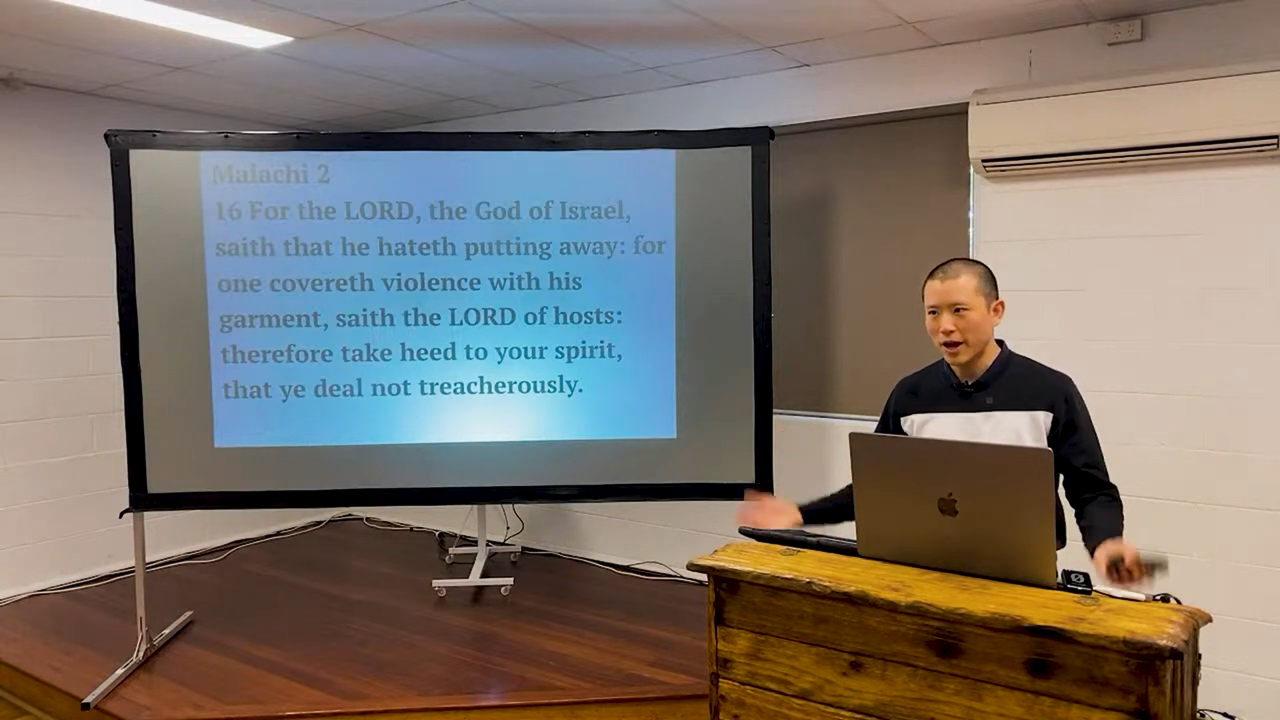 Malachi 2
16 For the LORD, the God of Israel,
saith that he hateth putting away: for
one covereth violence with his
garment, saith the LORD of hosts:
therefore take heed to your spirit,
that ye deal not treacherously.